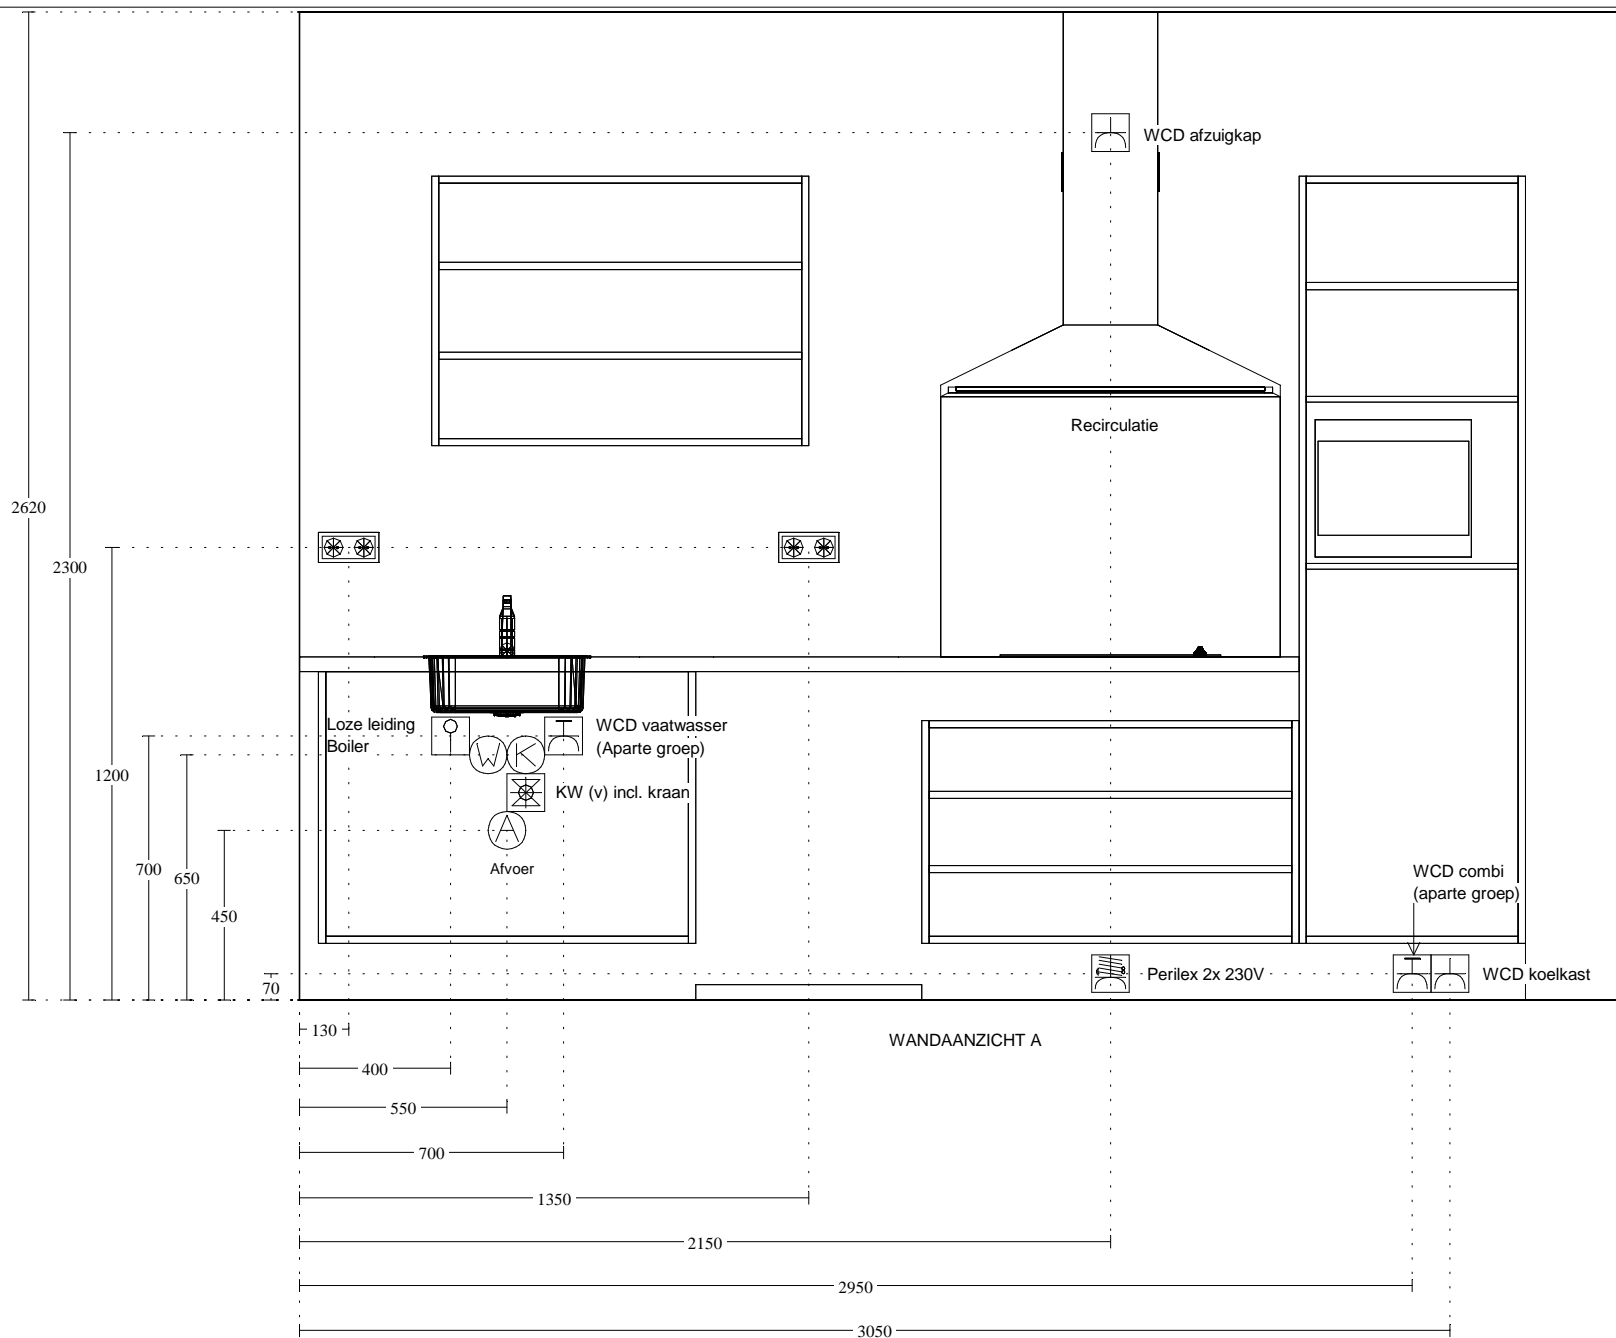 WCD afzuigkap
Recirculatie
2620
2300
Loze leiding
Boiler
WCD vaatwasser
(Aparte groep)
W
K
1200
KW (v) incl. kraan
A
Afvoer
700
650
450
WCD combi
(aparte groep)
70
Perilex 2x 230V
WCD koelkast
130
WANDAANZICHT A
400
550
700
1350
2150
2950
3050